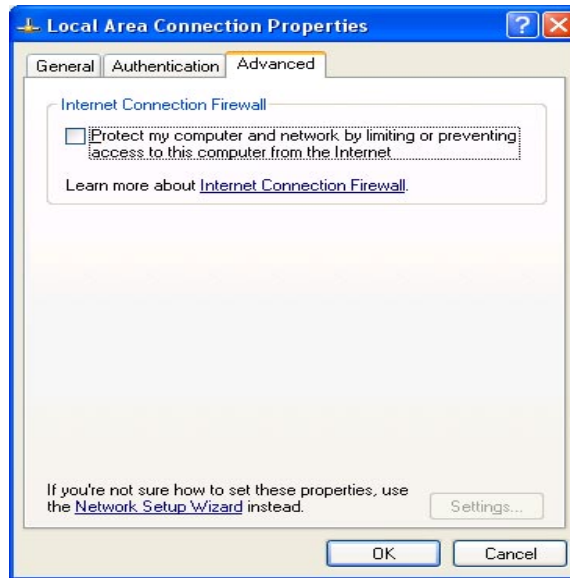 Local Area Connection Properties
General Authentication Advanced
Internet Connection Firewall
Protect my computer and network by limiting or preventing
access to this computer from the Internet
Learn more about Internet Connection Firewall.
If you're not sure how to set these properties, use
the Network Setup Wizard instead.
Settings...
OK Cancel